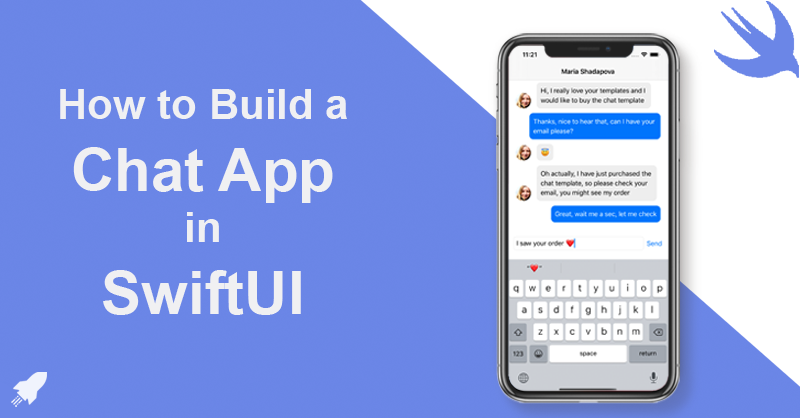 How to Build a
Chat App
in
SwiftUI
11:21
Maria Shadapova
Hi, I really love your templates and I
would like to buy the chat template
Thanks, nice to hear that, can I have your
email please?
😇
Oh actually, I have just purchased the
chat template, so please check your
email, you might see my order
Great, wait me a sec, let me check
I saw your order ❤️
Send
"❤️"
q w e r t y u i o p
a s d f g h j k l
z x c v b n m
123
space
return